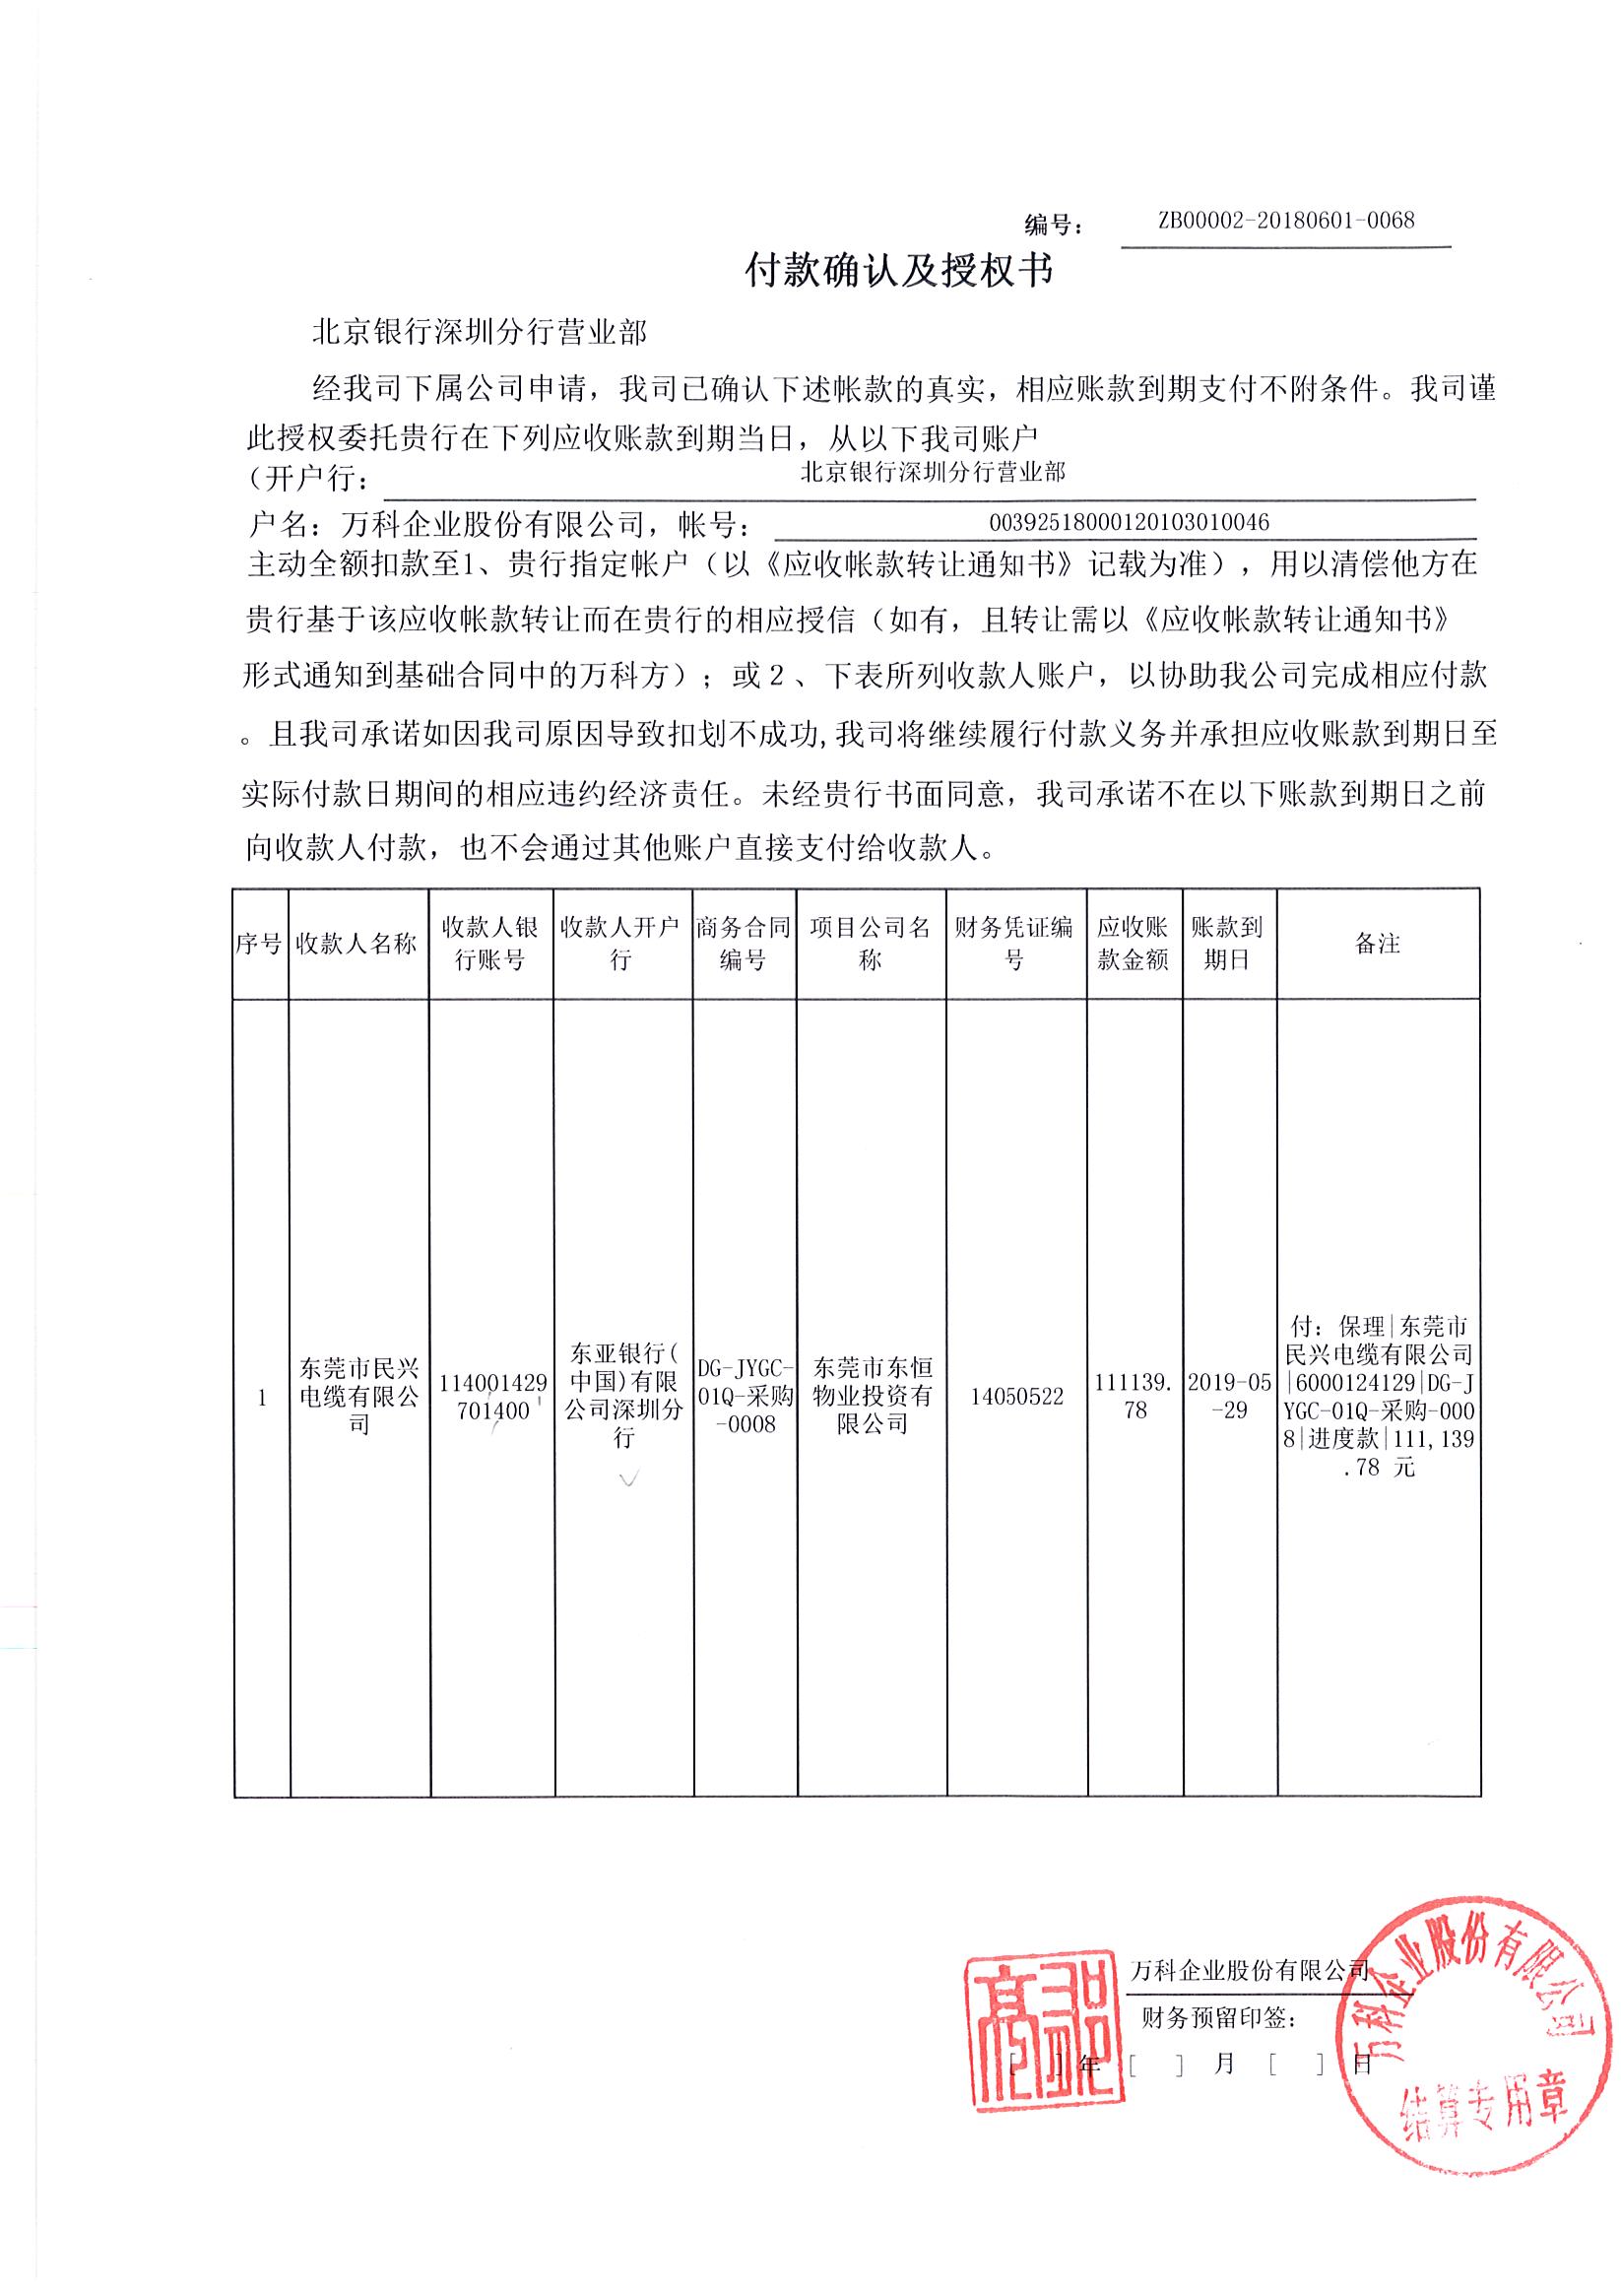 编号： ZB00002-20180601-0068
付款确认及授权书
北京银行深圳分行营业部
经我司下属公司申请，我司已确认下述帐款的真实，相应账款到期支付不附条件。我司谨
此授权委托贵行在下列应收账款到期当日，从以下我司账户
（开户行： 北京银行深圳分行营业部
户名：万科企业股份有限公司，帐号： 00392518000120103010046
主动全额扣款至1、贵行指定帐户（以《应收帐款转让通知书》记载为准），用以清偿他方在
贵行基于该应收帐款转让而在贵行的相应授信（如有，且转让需以《应收帐款转让通知书》
形式通知到基础合同中的万科方）；或２、下表所列收款人账户，以协助我公司完成相应付款
。且我司承诺如因我司原因导致扣划不成功,我司将继续履行付款义务并承担应收账款到期日至
实际付款日期间的相应违约经济责任。未经贵行书面同意，我司承诺不在以下账款到期日之前
向收款人付款，也不会通过其他账户直接支付给收款人。
序号
收款人名称
收款人银
行账号
收款人开户
行
商务合同
编号
项目公司名
称
财务凭证编
号
应收账
款金额
账款到
期日
备注
1
东莞市民兴
电缆有限公
司
114001429
701400
东亚银行(
中国)有限
公司深圳分
行
DG-JYGC-
01Q-采购
-0008
东莞市东恒
物业投资有
限公司
14050522
111139.
78
2019-05
-29
付：保理|东莞市
民兴电缆有限公司
|6000124129|DG-J
YGC-01Q-采购-000
8|进度款|111,139
.78 元
万科企业股份有限公司
财务预留印签：
[ ] 年 [ ] 月 [ ] 日
万科企业股份有限公司
结算专用章